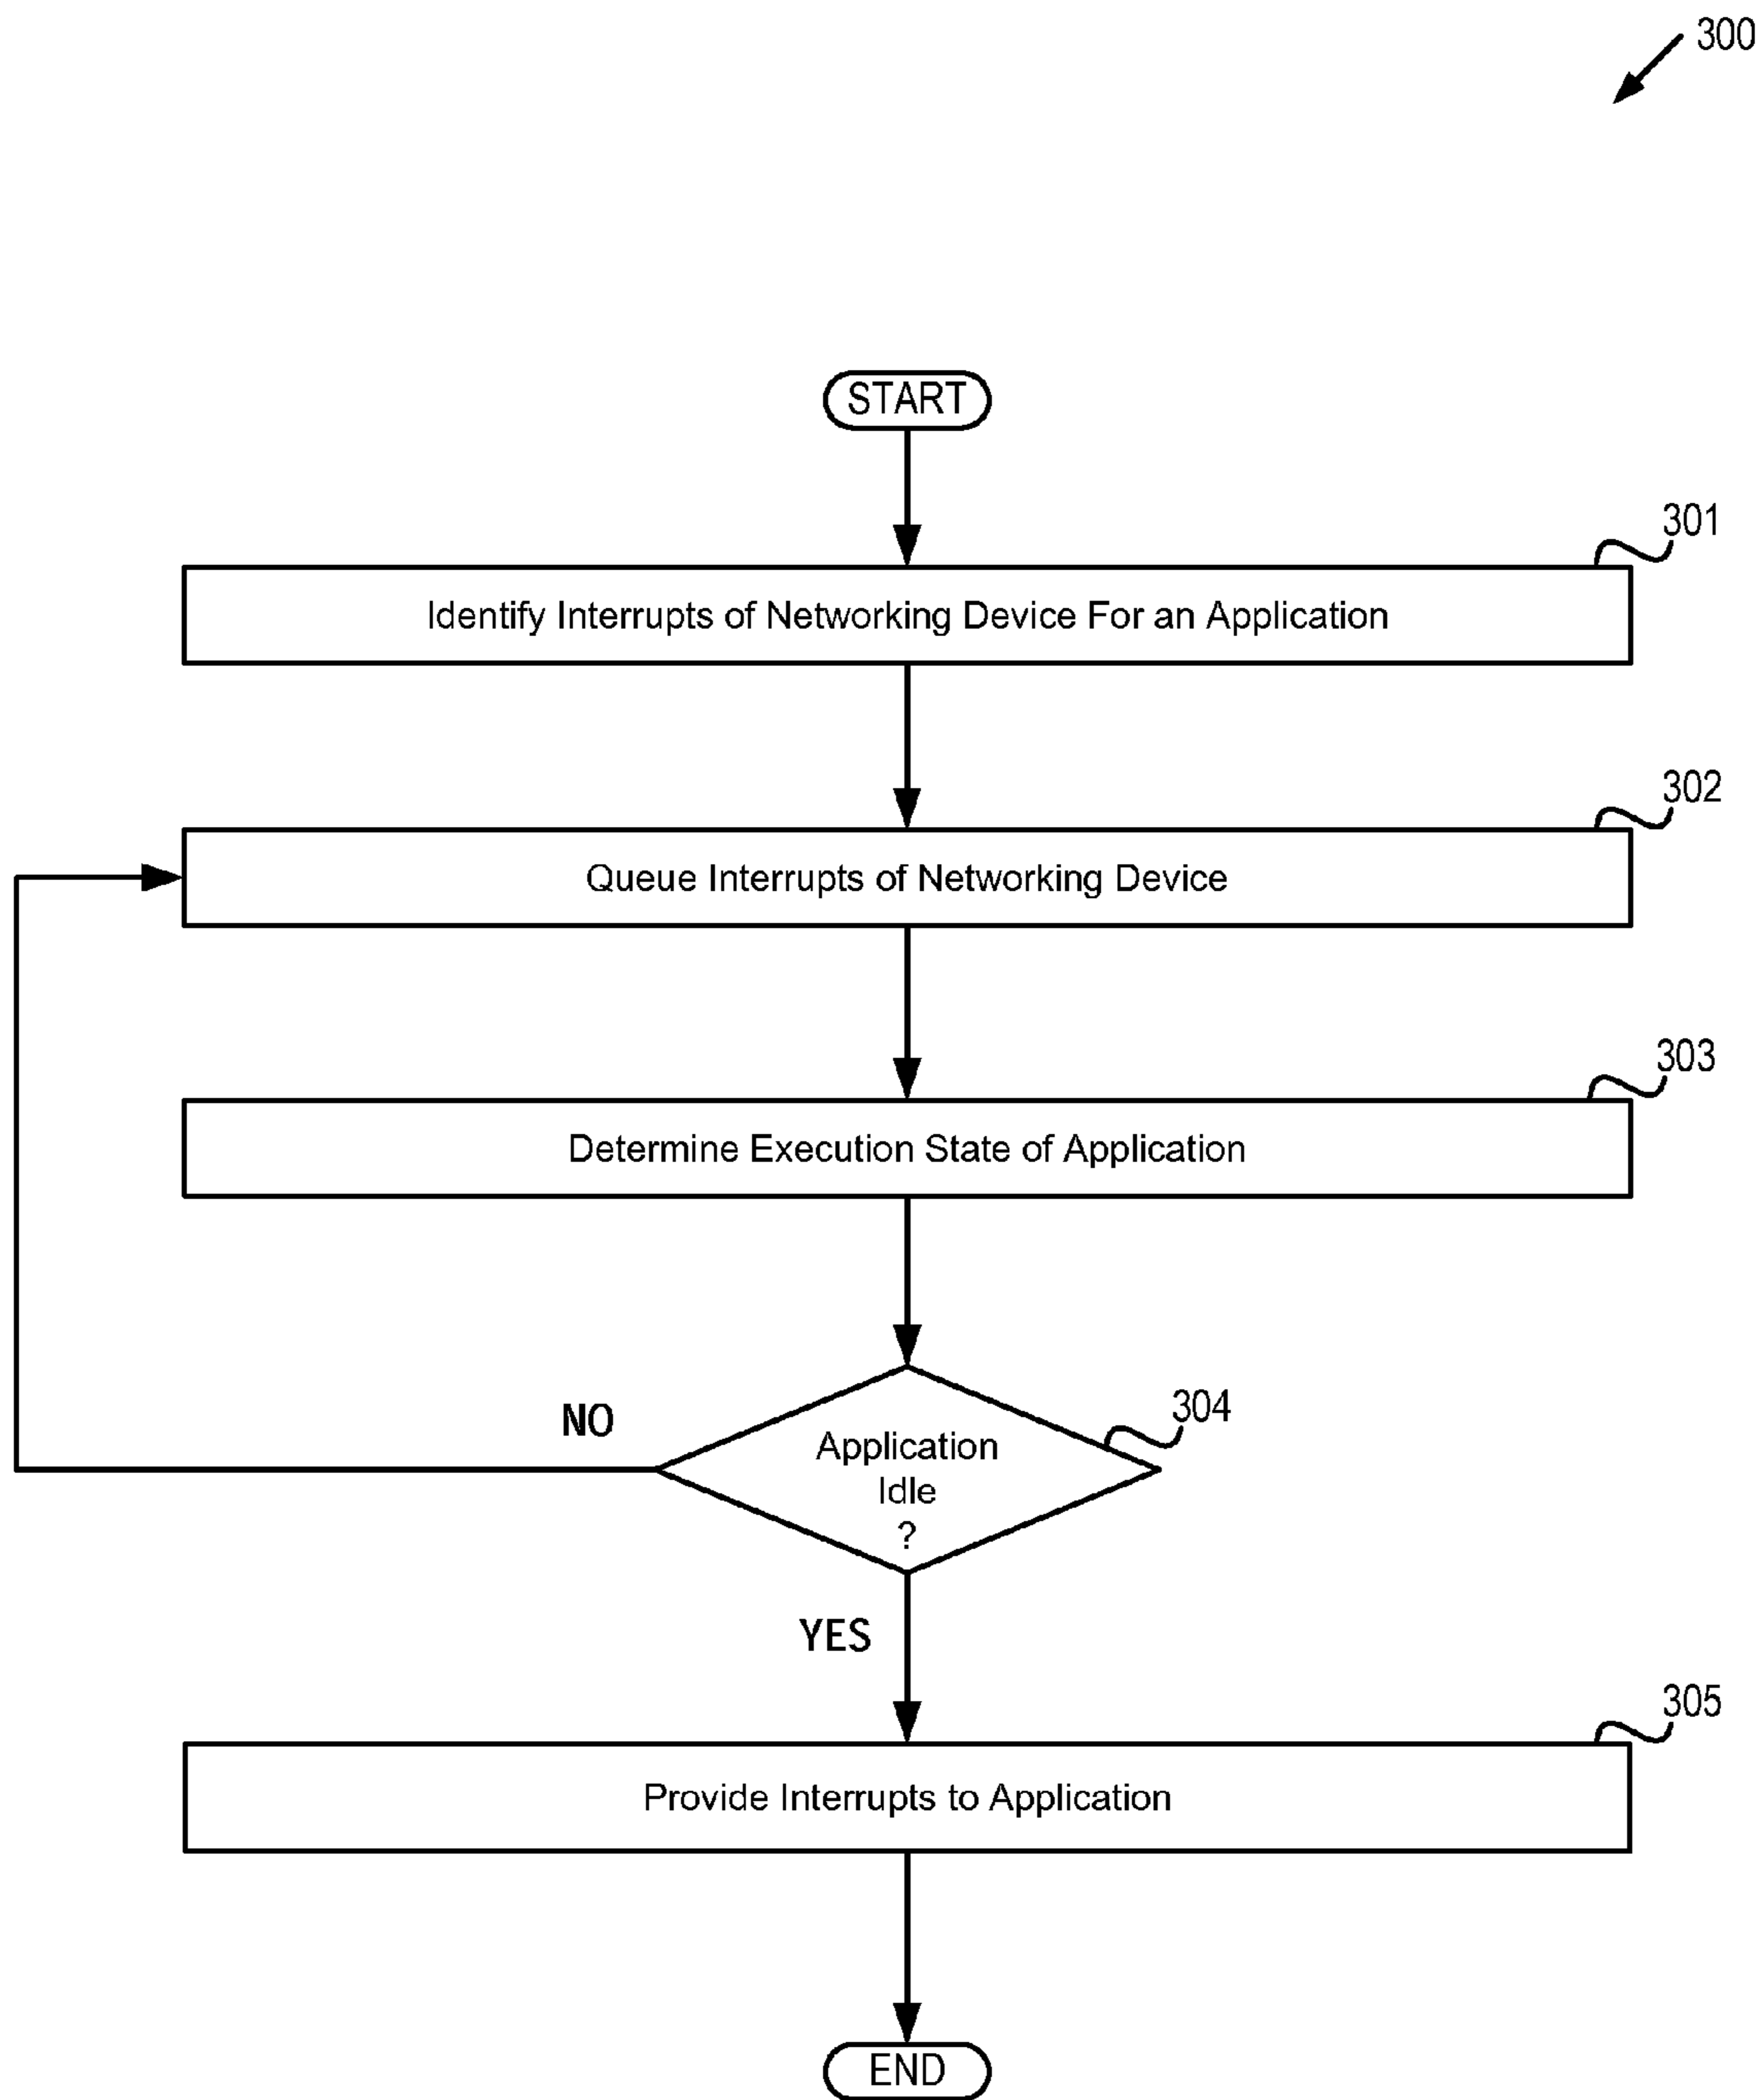 300
START
301
Identify Interrupts of Networking Device For an Application
302
Queue Interrupts of Networking Device
303
Determine Execution State of Application
304
NO
Application
Idle
?
YES
305
Provide Interrupts to Application
END